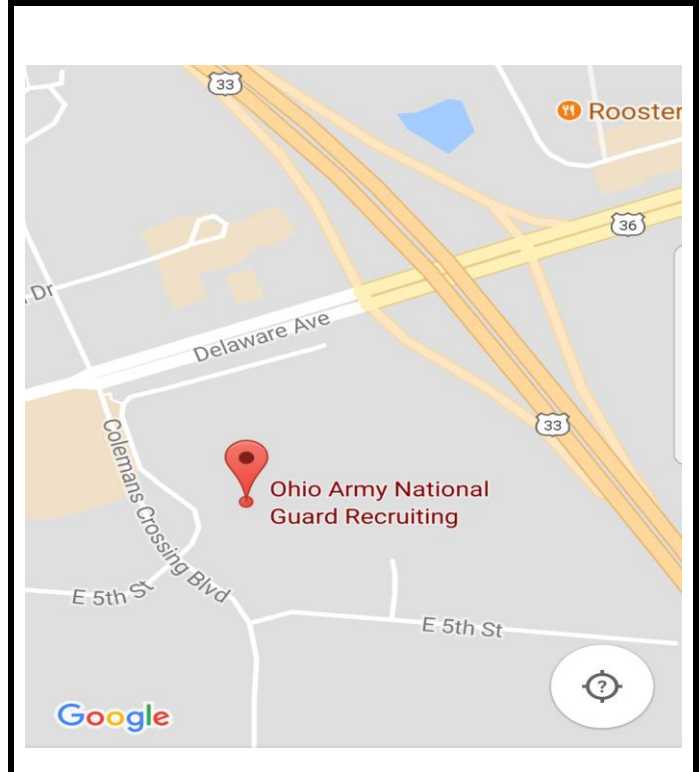 33
Rooster
36
Dr
Delaware Ave
33
Colemans Crossing Blvd
Ohio Army National
Guard Recruiting
E 5th St
E 5th St
?
Google